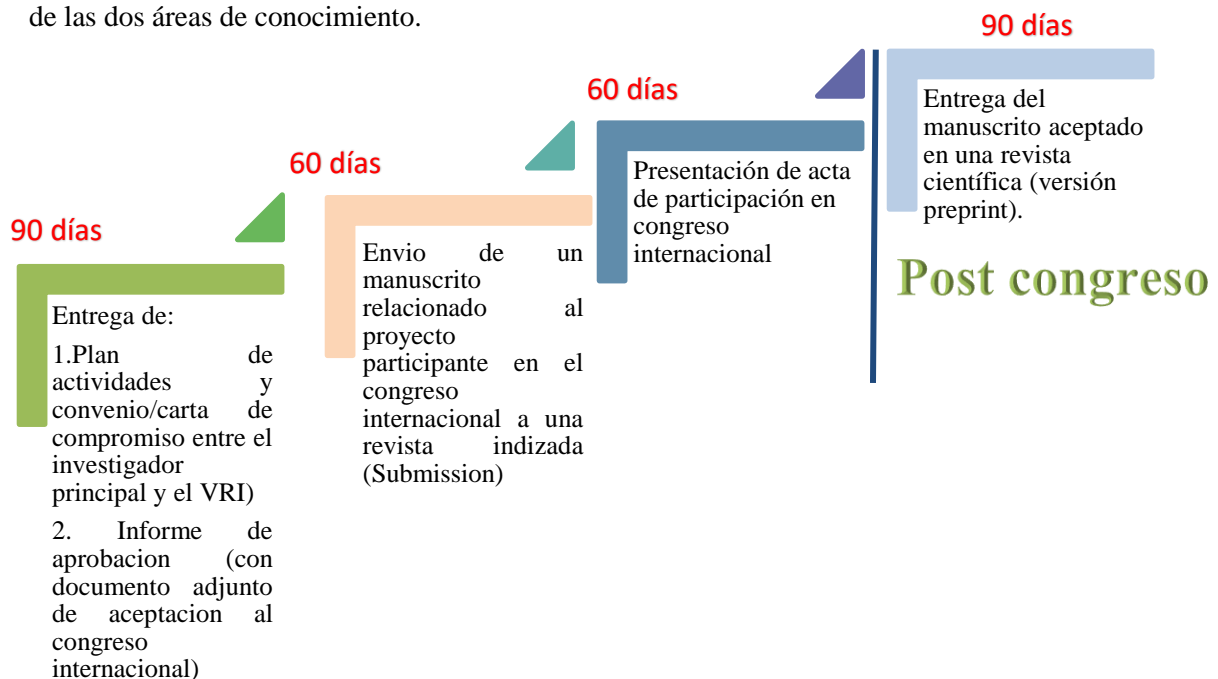 de las dos áreas de conocimiento.
90 días
Entrega de:
1.Plan de
actividades y
convenio/carta de
compromiso entre el
investigador
principal y el VRI)
2. Informe de
aprobacion (con
documento adjunto
de aceptacion al
congreso
internacional)
60 días
Envio de un
manuscrito
relacionado al
proyecto
participante en el
congreso
internacional a una
revista indizada
(Submission)
60 días
Presentación de acta
de participación en
congreso
internacional
90 días
Entrega del
manuscrito aceptado
en una revista
científica (versión
preprint).
Post congreso